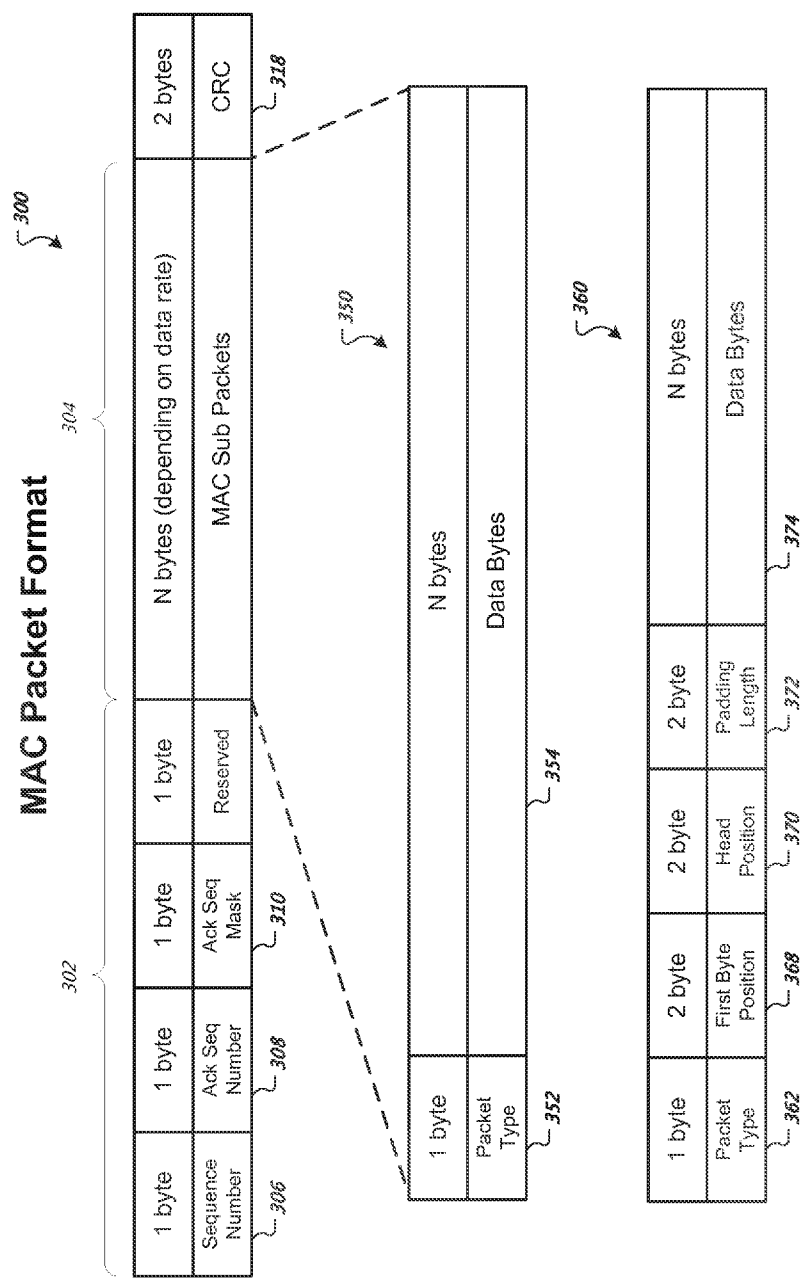 MAC Packet Format
300
302
304
1 byte
1 byte
1 byte
1 byte
N bytes (depending on data rate)
2 bytes
Sequence
Number
Ack Seq
Number
Ack Seq
Mask
Reserved
MAC Sub Packets
CRC
306
308
310
318
350
1 byte
N bytes
Packet
Type
Data Bytes
352
354
360
1 byte
2 byte
2 byte
2 byte
N bytes
Packet
Type
First Byte
Position
Head
Position
Padding
Length
Data Bytes
362
368
370
372
374